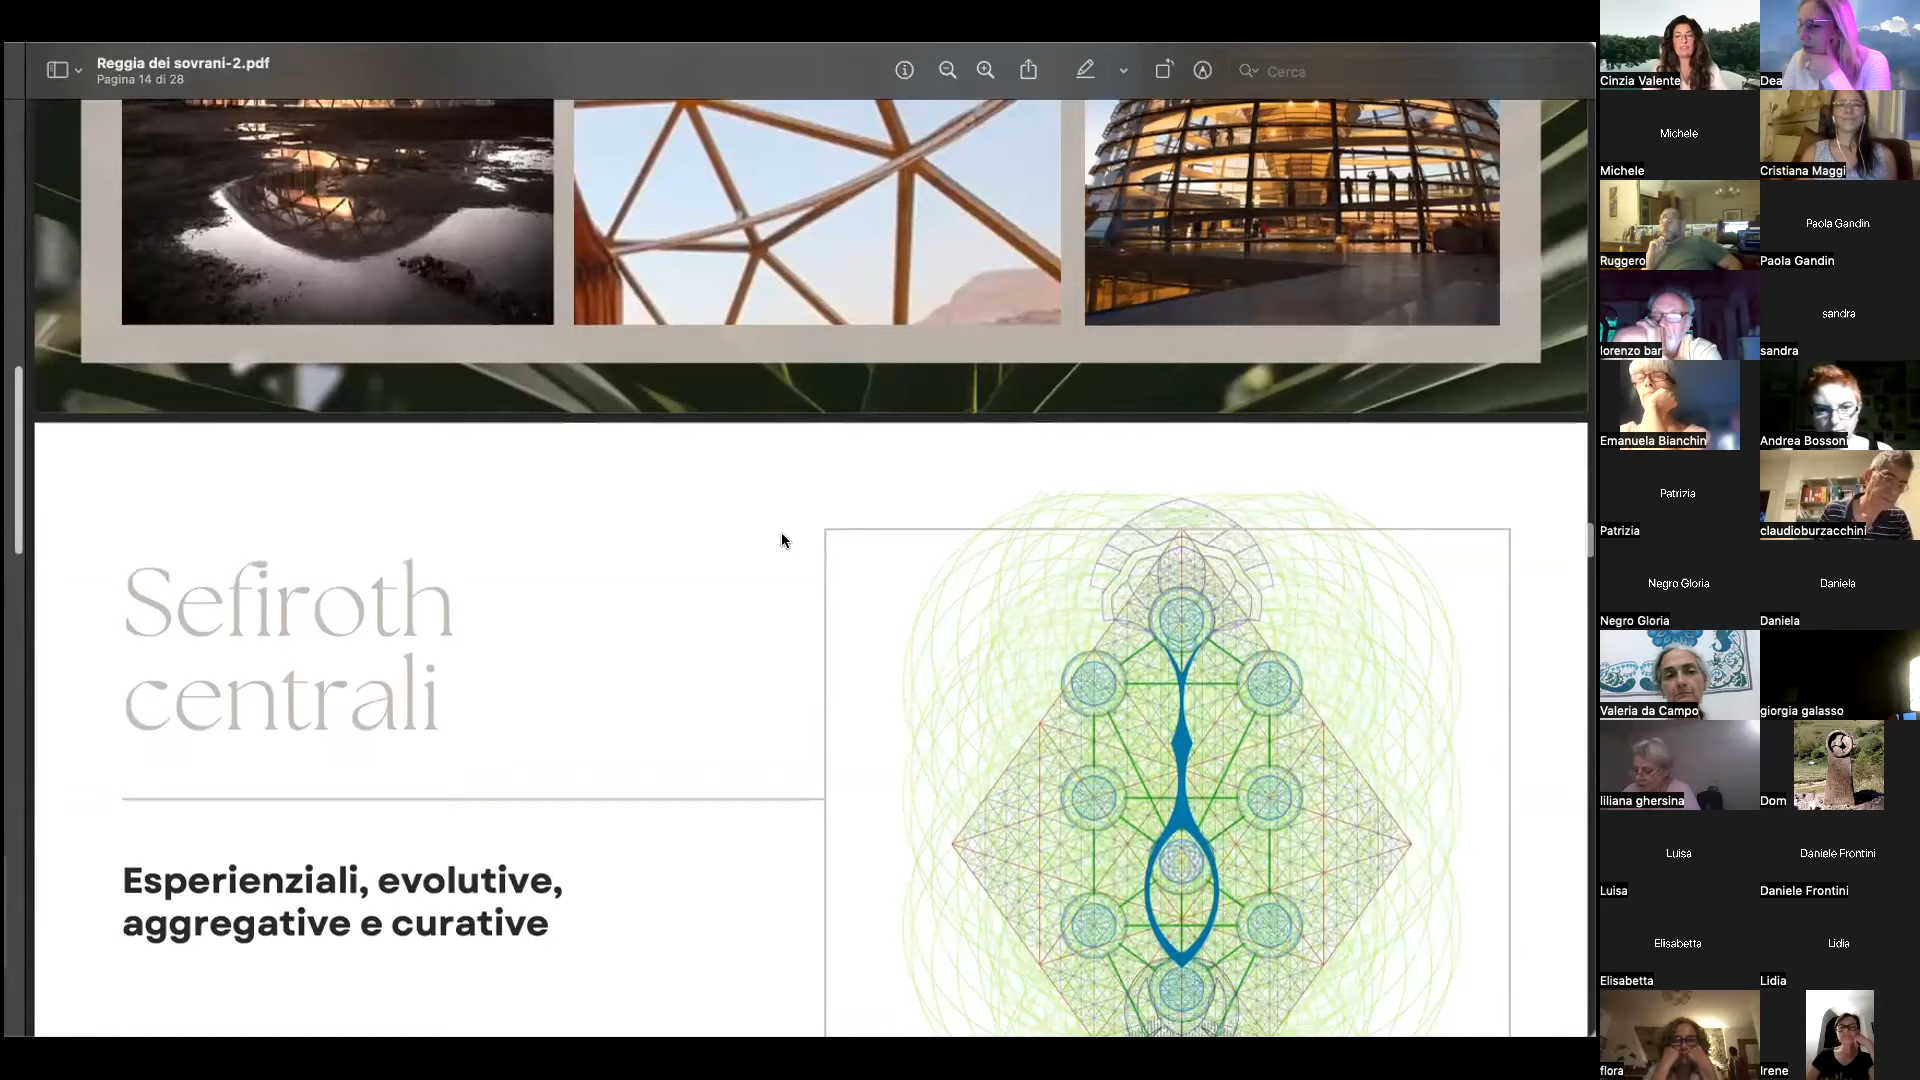 Reggia dei sovrani-2.pdf
Pagina 14 di 28
Cerca
Sefiroth
centrali
Esperienziali, evolutive,
aggregative e curative
Cinzia Valente
Dea
Michele
Michele
Cristiana Maggi
Ruggero
Paola Gandin
Paola Gandin
lorenzo bar
sandra
sandra
Emanuela Bianchin
Andrea Bossoni
Patrizia
Patrizia
claudioburzacchini
Negro Gloria
Negro Gloria
Daniela
Daniela
Valeria da Campo
giorgia galasso
liliana ghersina
Dom
Luisa
Luisa
Daniele Frontini
Daniele Frontini
Elisabetta
Elisabetta
Lidia
Lidia
flora
Irene